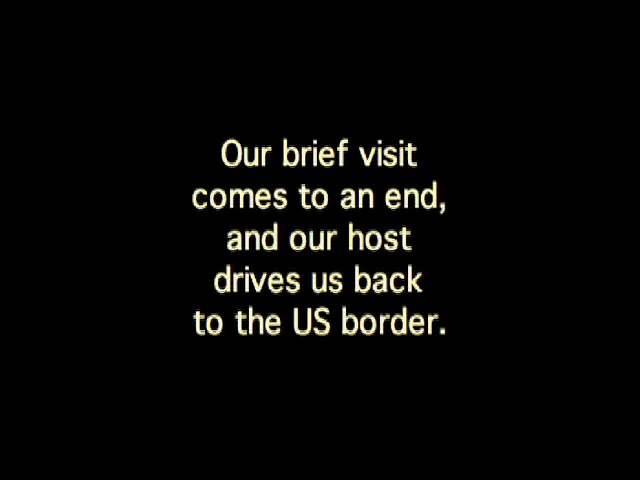 Our brief visit
comes to an end,
and our host
drives us back
to the US border.